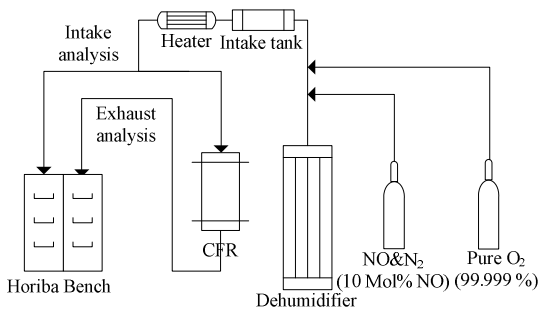 Intake
analysis
Heater
Intake tank
Exhaust
analysis
CFR
NO&N₂
(10 Mol% NO)
Pure O₂
(99.999 %)
Horiba Bench
Dehumidifier